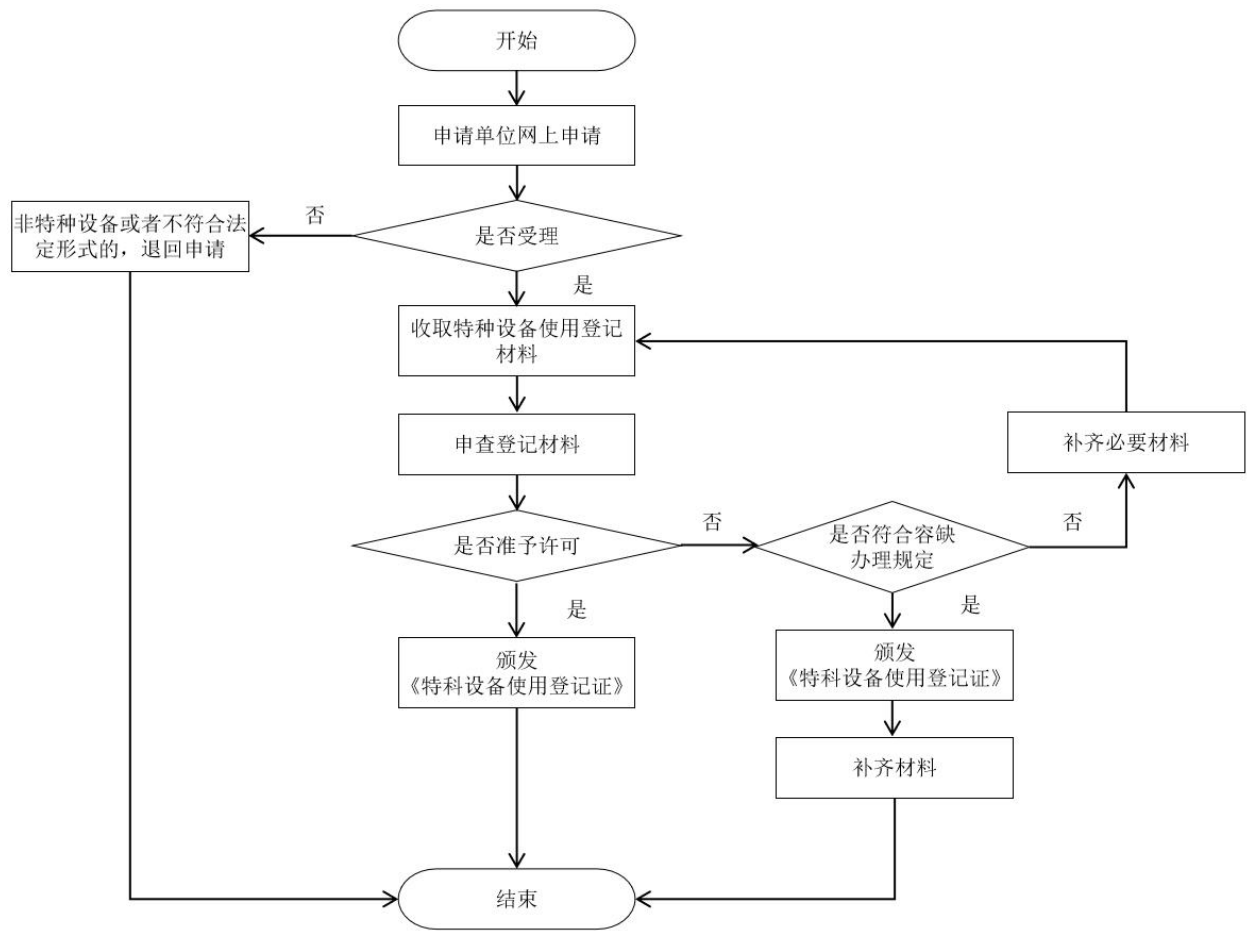 开始
申请单位网上申请
非特种设备或者不符合法
定形式的，退回申请
否
是否受理
是
收取特种设备使用登记
材料
申查登记材料
补齐必要材料
是否准予许可
否
是否符合容缺
办理规定
否
是
颁发
《特科设备使用登记证》
是
颁发
《特科设备使用登记证》
补齐材料
结束